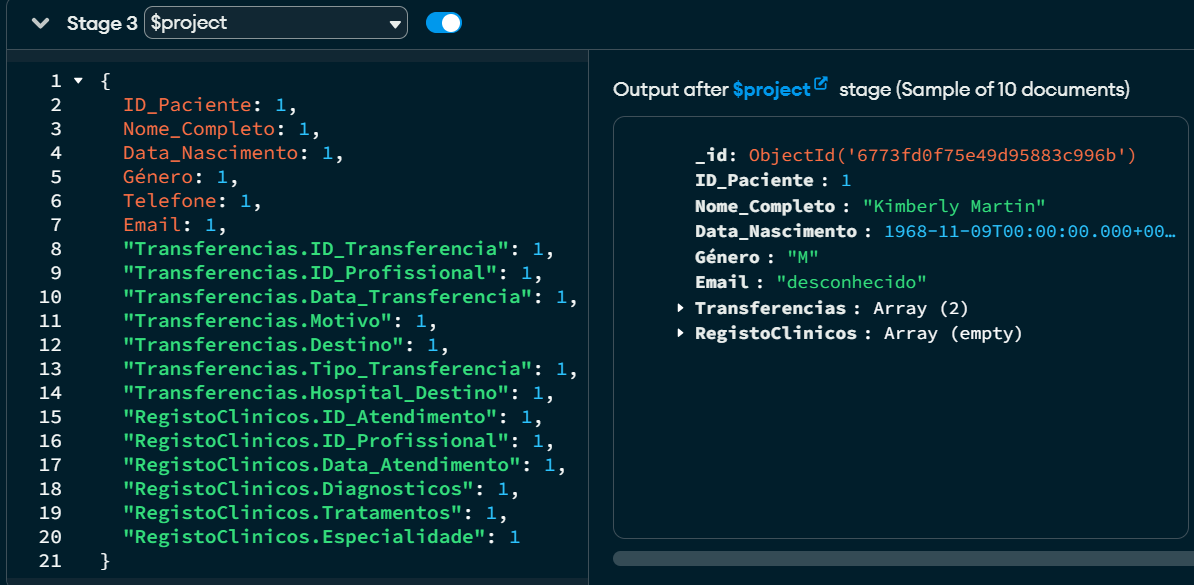 Stage 3 $project
1 {
2 ID_Paciente: 1,
3 Nome_Completo: 1,
4 Data_Nascimento: 1,
5 Género: 1,
6 Telefone: 1,
7 Email: 1,
8 "Transferencias.ID_Transferencia": 1,
9 "Transferencias.ID_Profissional": 1,
10 "Transferencias.Data_Transferencia": 1,
11 "Transferencias.Motivo": 1,
12 "Transferencias.Destino": 1,
13 "Transferencias.Tipo_Transferencia": 1,
14 "Transferencias.Hospital_Destino": 1,
15 "RegistoClinicos.ID_Atendimento": 1,
16 "RegistoClinicos.ID_Profissional": 1,
17 "RegistoClinicos.Data_Atendimento": 1,
18 "RegistoClinicos.Diagnosticos": 1,
19 "RegistoClinicos.Tratamentos": 1,
20 "RegistoClinicos.Especialidade": 1
21 }
Output after $project stage (Sample of 10 documents)
_id: ObjectId('6773fd0f75e49d95883c996b')
ID_Paciente : 1
Nome_Completo : "Kimberly Martin"
Data_Nascimento : 1968-11-09T00:00:00.000+00…
Género : "M"
Email : "desconhecido"
Transferencias : Array (2)
RegistoClinicos : Array (empty)